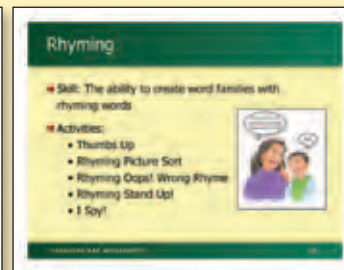 Rhyming
Skill: The ability to create word families with
rhyming words
Activities:
• Thumbs Up
• Rhyming Picture Sort
• Rhyming Oops! Wrong Rhyme
• Rhyming Stand Up!
• I Spy!